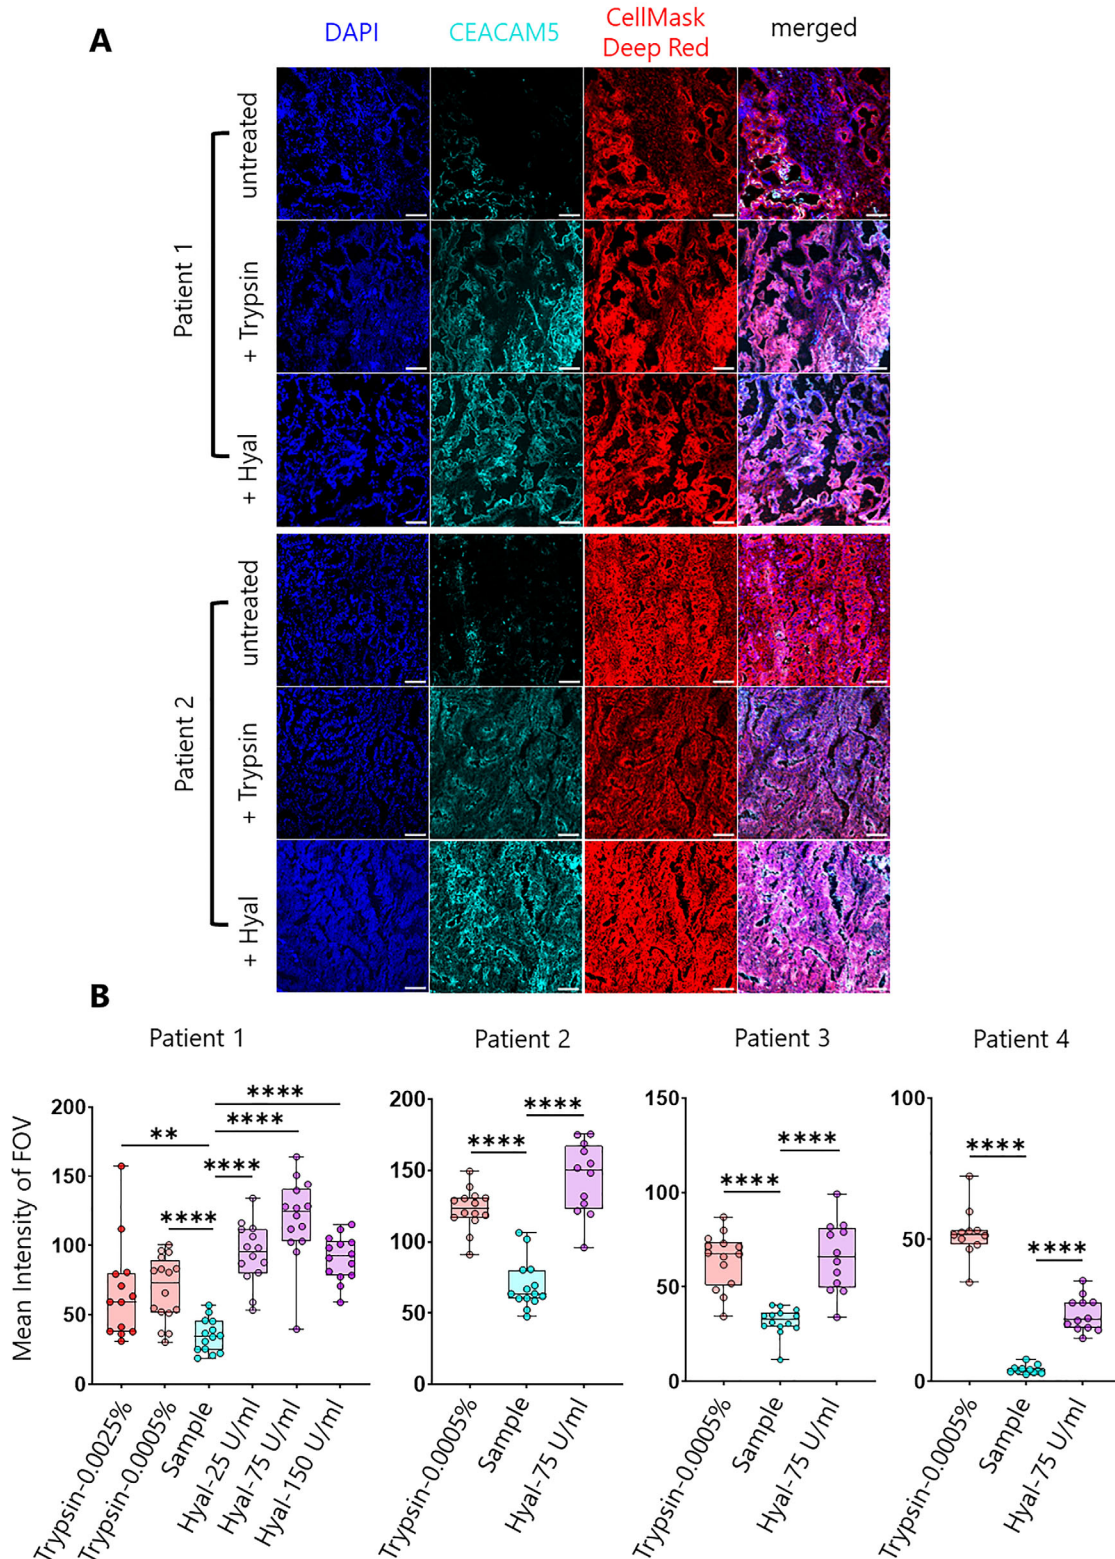 A
DAPI
CEACAM5
CellMask
Deep Red
merged
Patient 1
untreated
+ Trypsin
+ Hyal
Patient 2
untreated
+ Trypsin
+ Hyal
B
Patient 1
Patient 2
Patient 3
Patient 4
Mean Intensity of FOV
200
150
100
50
0
**
****
****
****
****
Trypsin-0.0025%
Trypsin-0.0005%
Sample
Hyal-25 U/ml
Hyal-75 U/ml
Hyal-150 U/ml
200
150
100
50
0
****
****
Trypsin-0.0005%
Sample
Hyal-75 U/ml
150
100
50
0
****
****
Trypsin-0.0005%
Sample
Hyal-75 U/ml
100
50
0
****
****
Trypsin-0.0005%
Sample
Hyal-75 U/ml